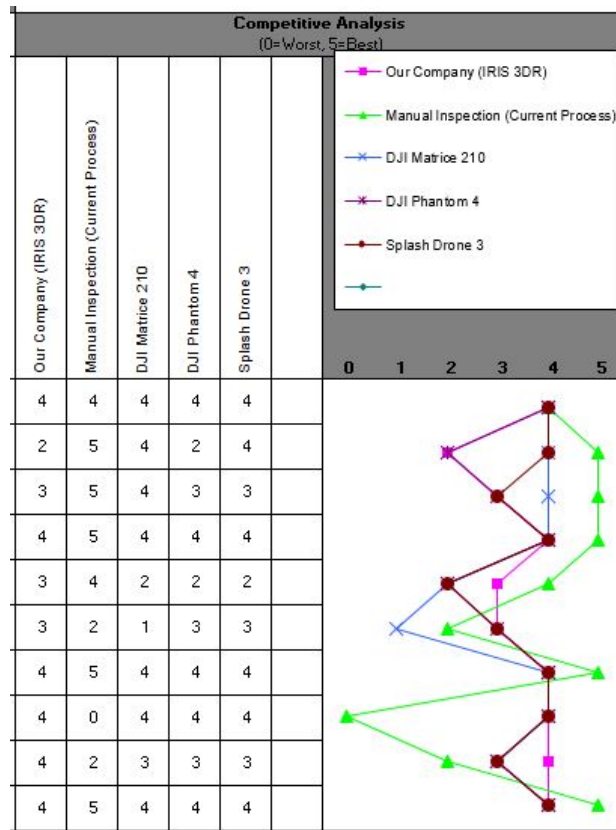 Competitive Analysis
(0=Worst, 5=Best)
Our Company (IRIS 3DR)
Manual Inspection (Current Process)
DJI Matrice 210
DJI Phantom 4
Splash Drone 3
Our Company (IRIS 3DR)
Manual Inspection (Current Process)
DJI Matrice 210
DJI Phantom 4
Splash Drone 3
0 1 2 3 4 5
4 4 4 4 4
2 5 4 2 4
3 5 4 3 3
4 5 4 4 4
3 4 2 2 2
3 2 1 3 3
4 5 4 4 4
4 0 4 4 4
4 2 3 3 3
4 5 4 4 4